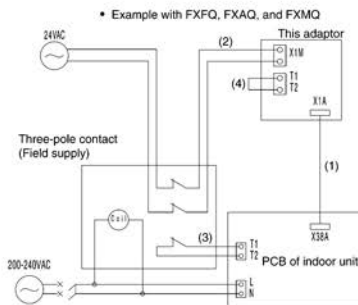 • Example with FXFQ, FXAQ, and FXMQ
24VAC
This adaptor
(2)
X1M
(4)
T1
T2
X1A
Three-pole contact
(Field supply)
(1)
Coil
(3)
T1
T2
X38A
PCB of indoor unit
200-240VAC
L
N